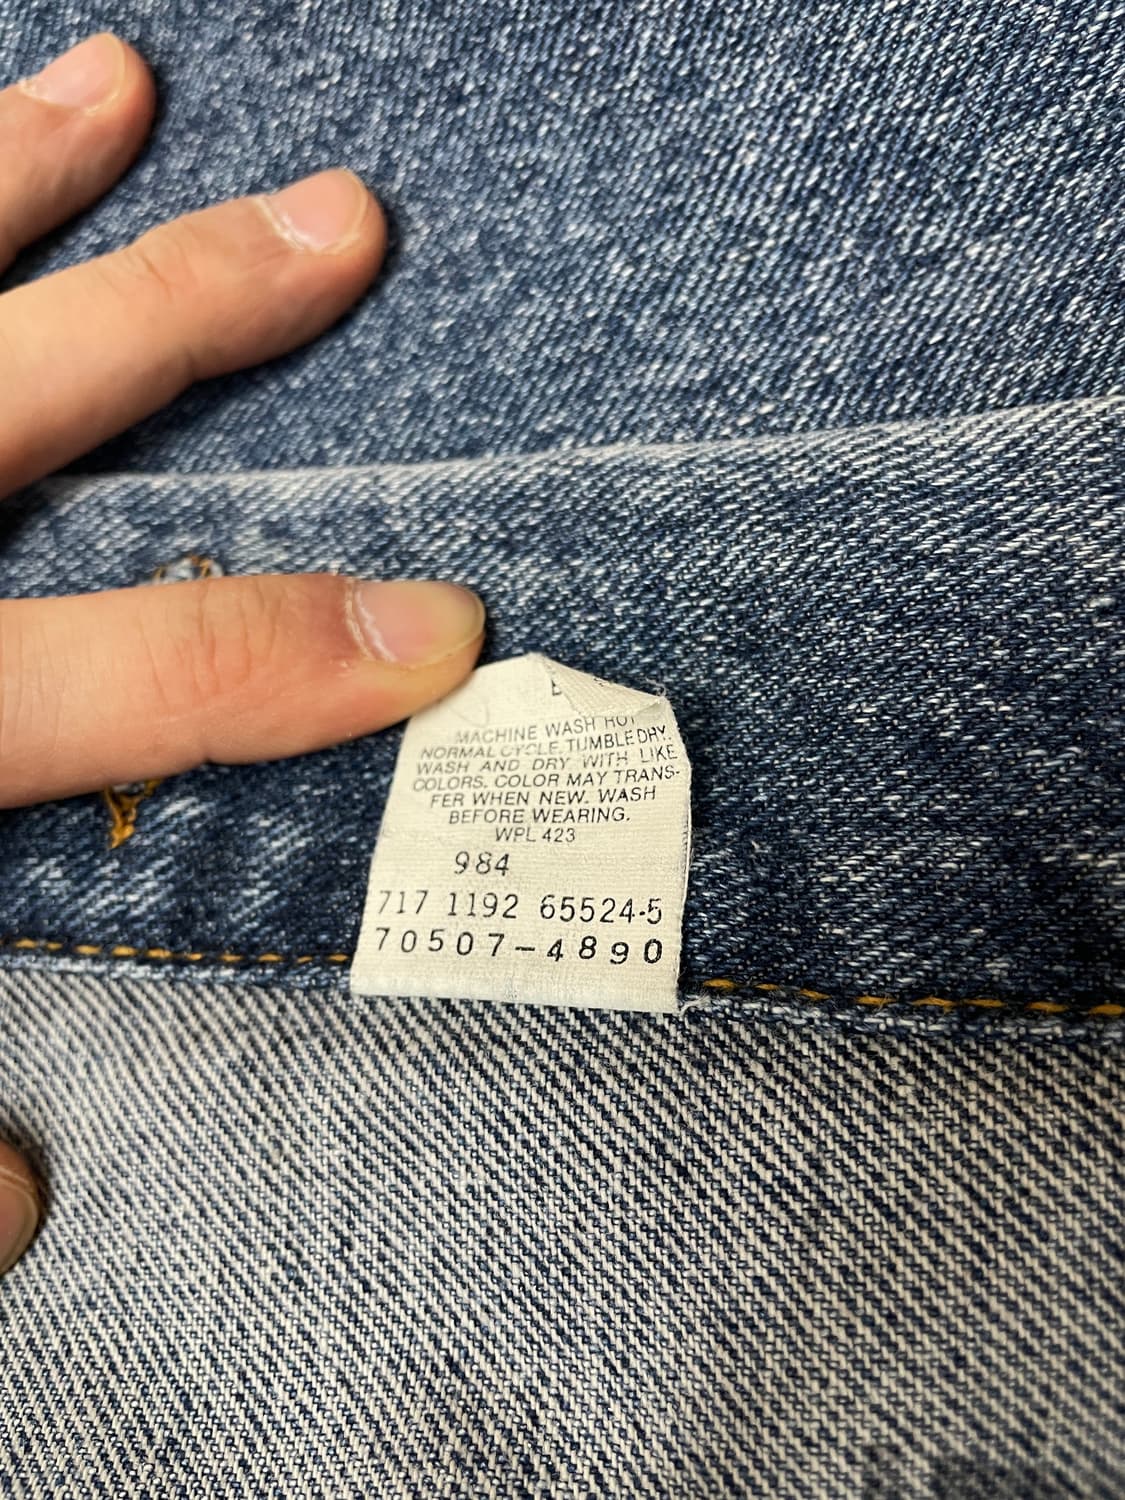 MACHINE WASH HOT
NORMAL CYCLE. TUMBLE DRY.
WASH AND DRY WITH LIKE
COLORS. COLOR MAY TRANS-
FER WHEN NEW. WASH
BEFORE WEARING.
WPL 423
984
717 1192 65524-5
70507-4890